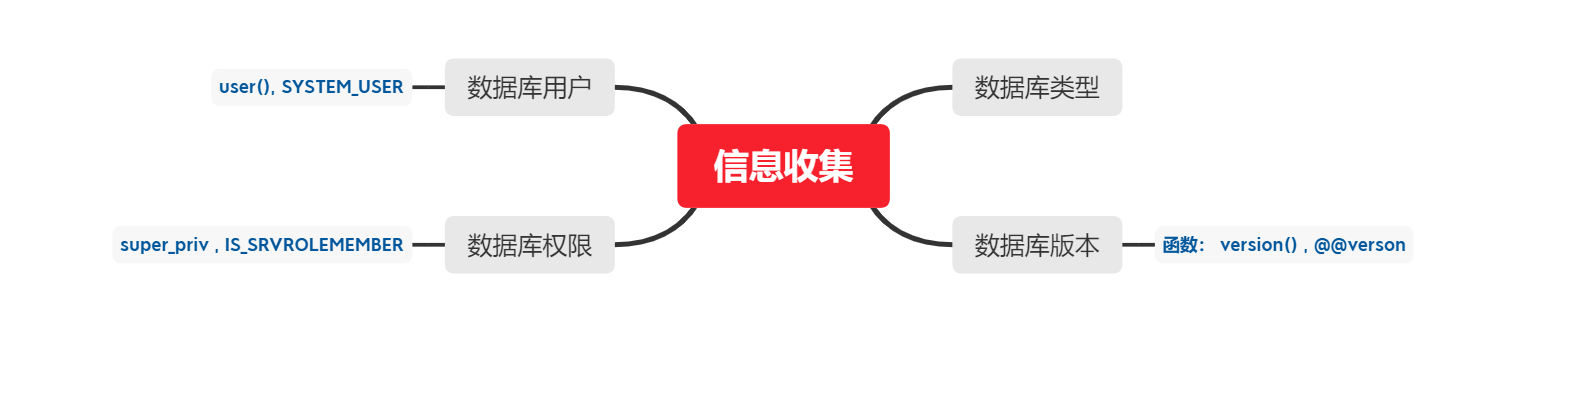 信息收集
数据库用户
user(), SYSTEM_USER
数据库权限
super_priv , IS_SRVROLEMEMBER
数据库类型
数据库版本
函数： version() , @@verson